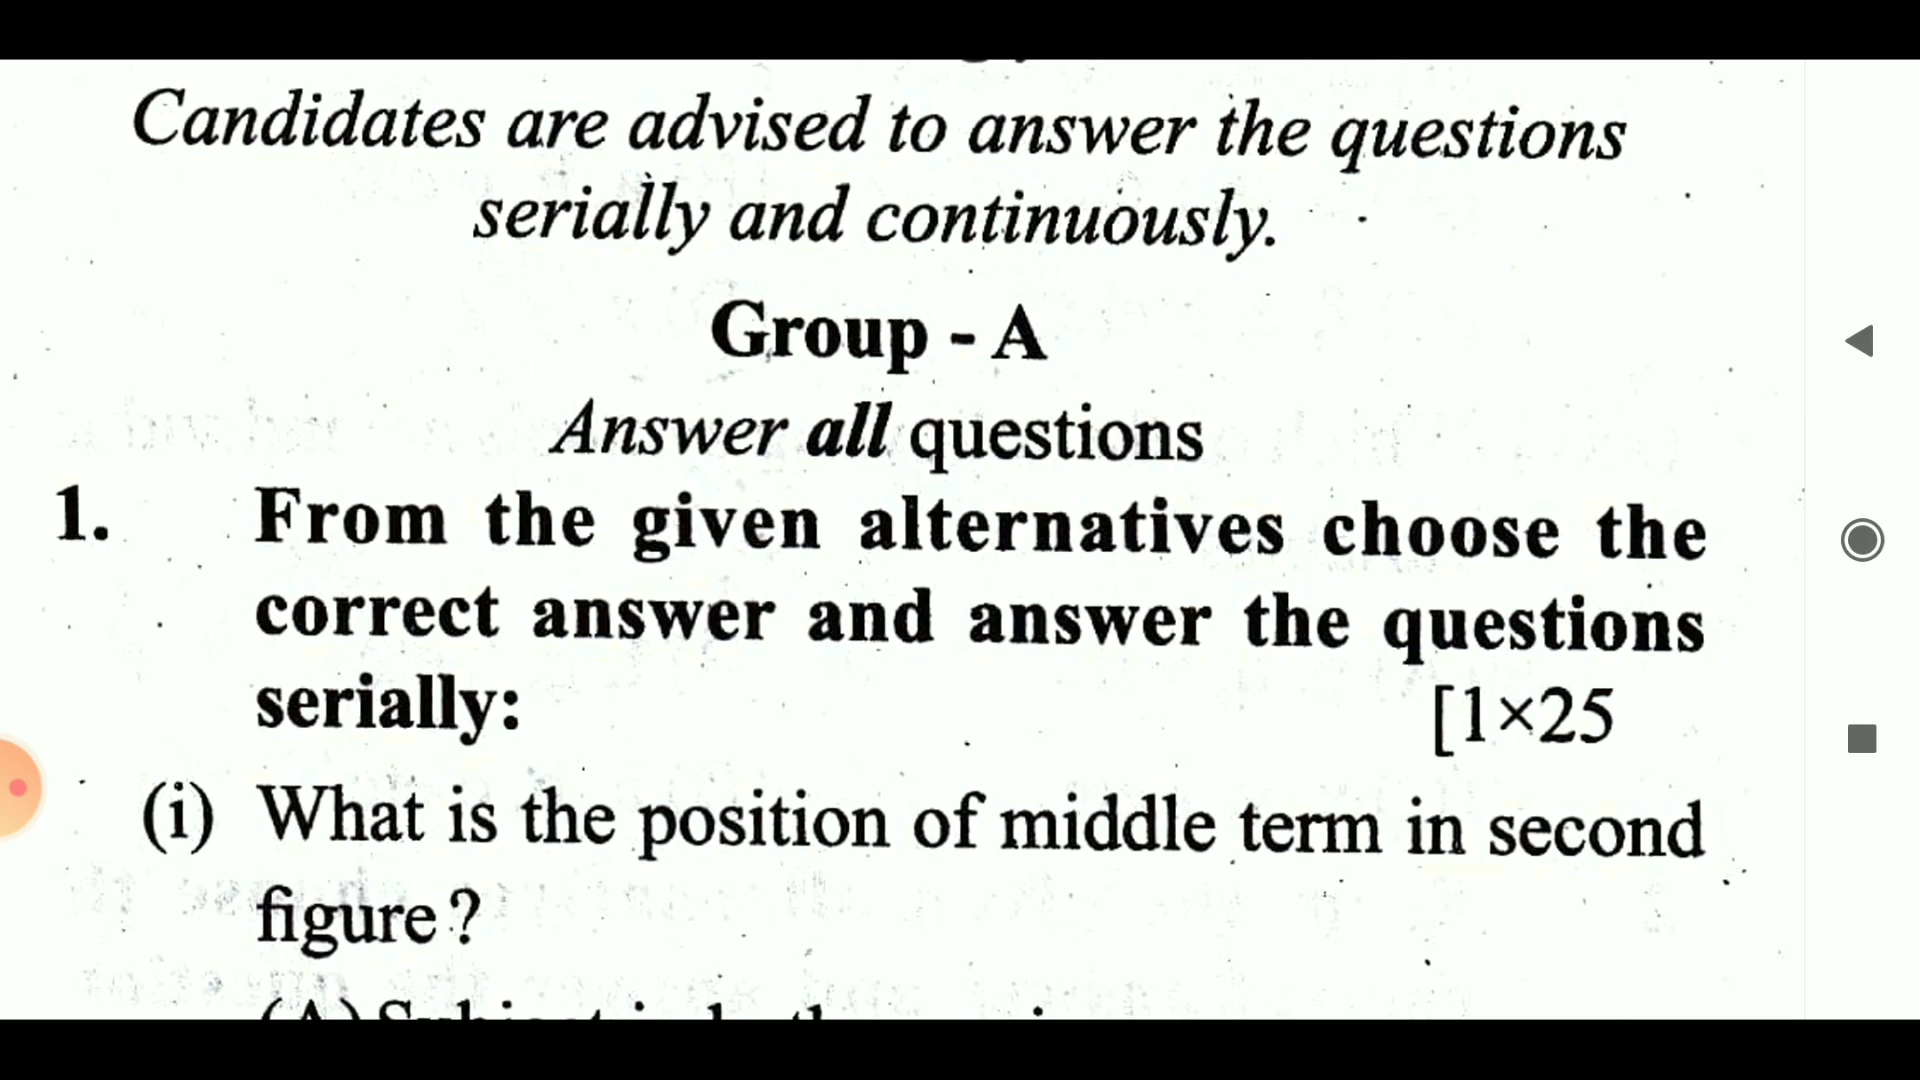 Candidates are advised to answer the questions
serially and continuously.
Group - A
Answer all questions
1. From the given alternatives choose the
correct answer and answer the questions
serially: [1×25
(i) What is the position of middle term in second
figure?